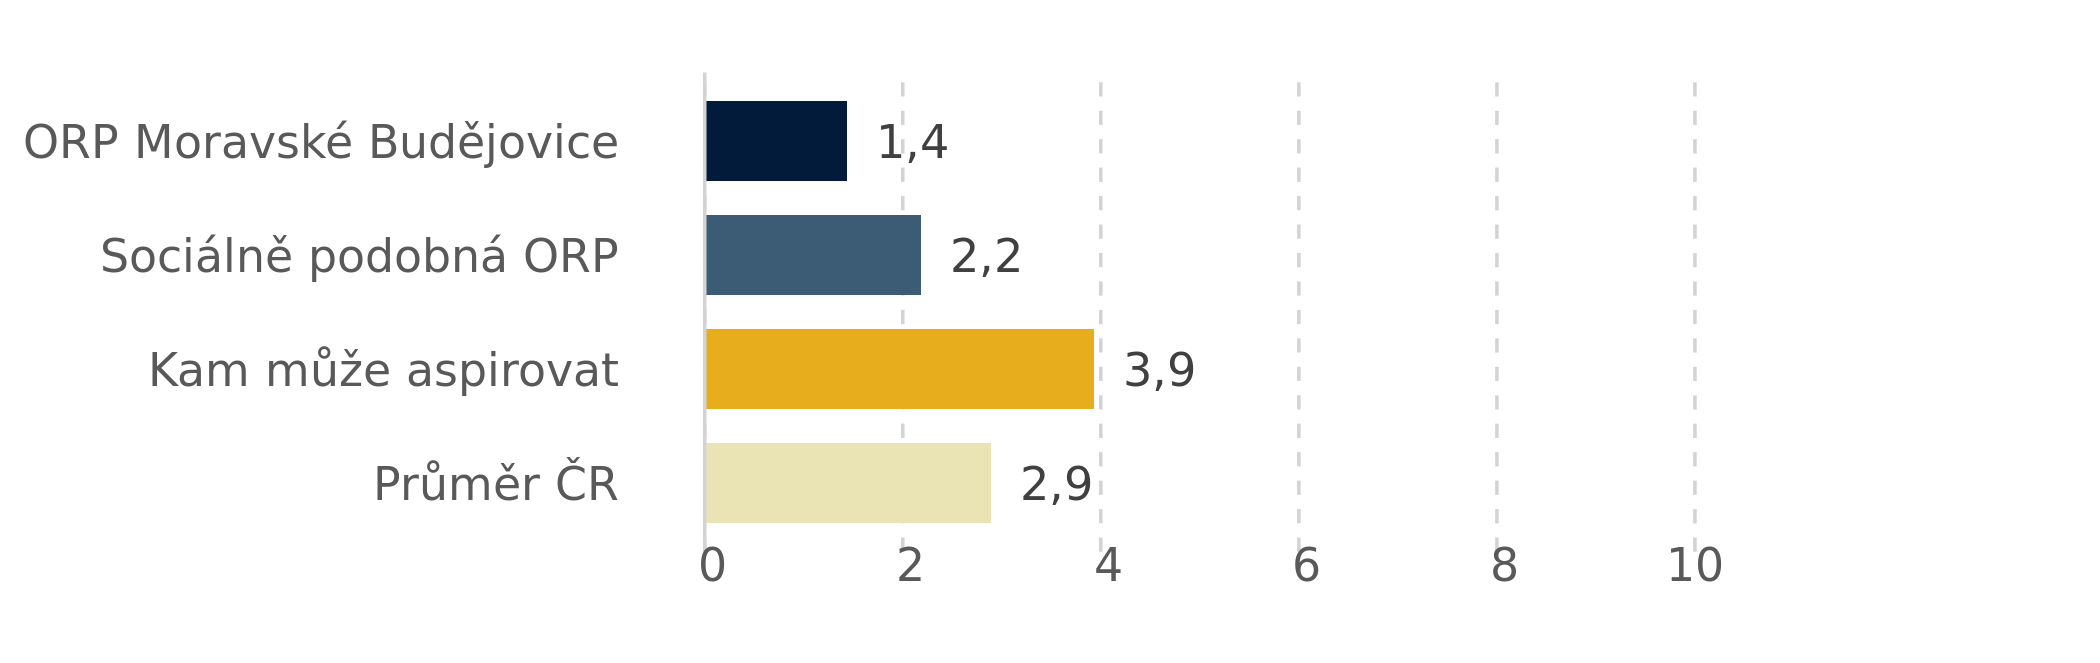 ORP Moravské Budějovice 1,4
Sociálně podobná ORP 2,2
Kam může aspirovat 3,9
Průměr ČR 2,9
0 2 4 6 8 10